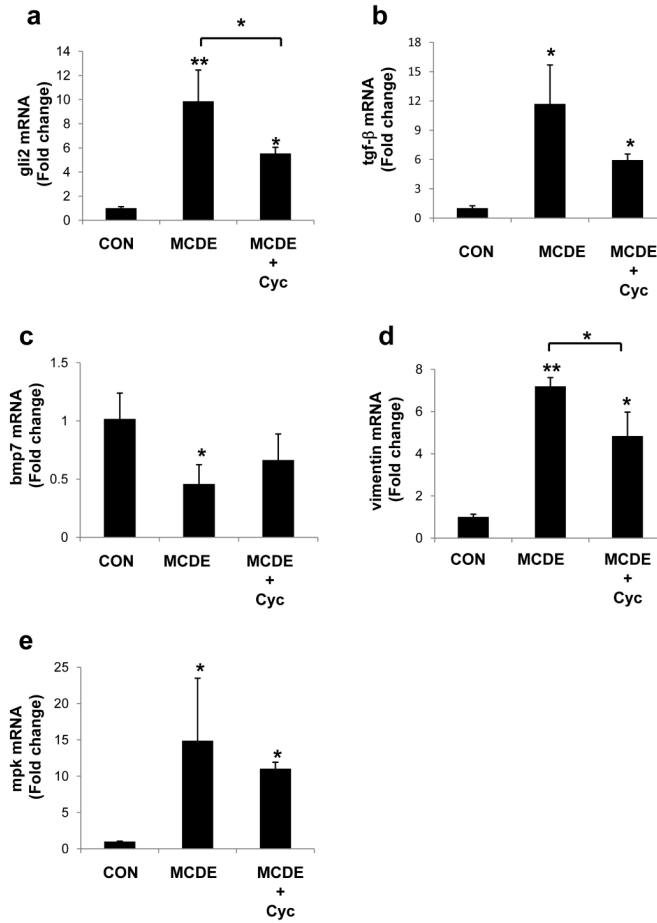 a
*
gli2 mRNA
(Fold change)
14
12
10
8
6
4
2
0
**
*
CON
MCDE
MCDE
+
Cyc
b
tgf-β mRNA
(Fold change)
18
15
12
9
6
3
0
*
*
CON
MCDE
MCDE
+
Cyc
c
bmp7 mRNA
(Fold change)
1.5
1
0.5
0
*
CON
MCDE
MCDE
+
Cyc
d
*
vimentin mRNA
(Fold change)
8
6
4
2
0
**
*
CON
MCDE
MCDE
+
Cyc
e
mpk mRNA
(Fold change)
25
20
15
10
5
0
*
*
CON
MCDE
MCDE
+
Cyc